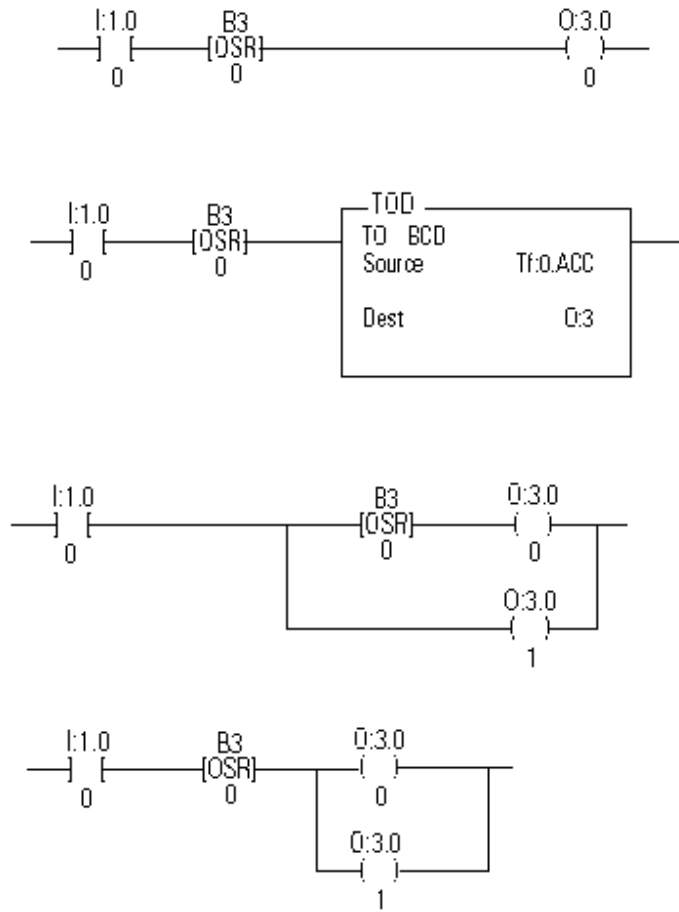 I:1.0 B3 O:3.0
] [ [OSR] ( )
0 0 0
TOD
I:1.0 B3 TO BCD
] [ [OSR] Source Tf:0.ACC
0 0
Dest O:3
I:1.0 B3 O:3.0
] [ [OSR] ( )
0 0 0
O:3.0
( )
1
I:1.0 B3 O:3.0
] [ [OSR] ( )
0 0 0
O:3.0
( )
1